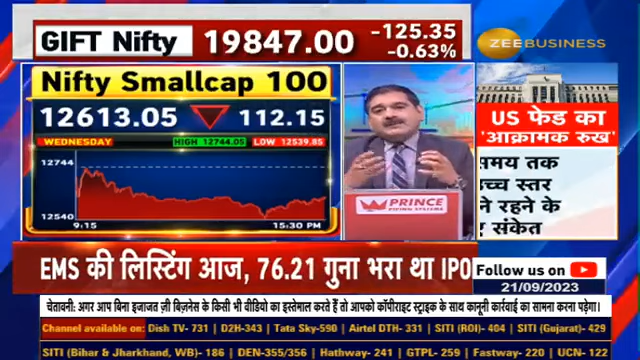 GIFT Nifty 19847.00 -125.35
-0.63%
ZEE BUSINESS
Nifty Smallcap 100
12613.05 112.15
WEDNESDAY HIGH 12744.05 LOW 12539.85
12744
12540
9:15 15:30 PM
PRINCE
PIPING SYSTEMS
US फेड का
'आक्रामक रुख'
समय तक
उच्च स्तर
ने रहने के
संकेत
EMS की लिस्टिंग आज, 76.21 गुना भरा था IPO
Follow us on
21/09/2023
चेतावनी: अगर आप बिना इजाजत ज़ी बिज़नेस के किसी भी वीडियो का इस्तेमाल करते हैं तो आपको कॉपीराइट स्ट्राइक के साथ कानूनी कार्रवाई का सामना करना पड़ेगा।
Channel available on: Dish TV- 731 | D2H-343 | Tata Sky-590 | Airtel DTH- 331 | SITI (ROI) - 404 | SITI (Gujarat) - 429
SITI (Bihar & Jharkhand, WB)- 186 | DEN-355/356 | Hathway- 241 | GTPL- 259 | Fastway- 220 | UCN- 122